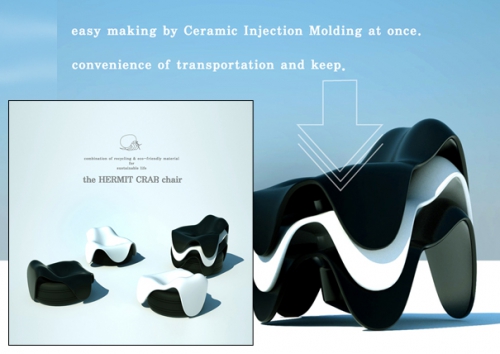 easy making by Ceramic Injection Molding at once.
convenience of transportation and keep.
combination of recycling & eco-friendly material
for
sustainable life
the HERMIT CRAB chair